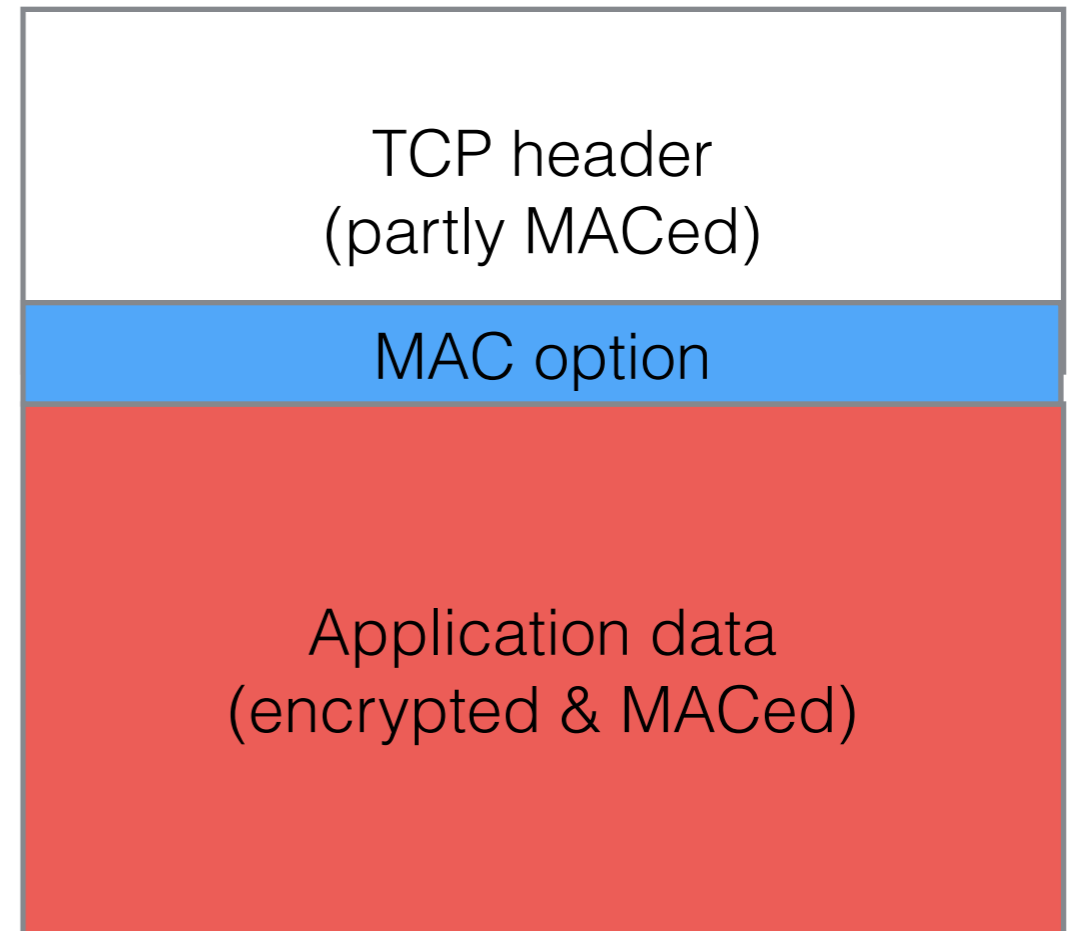 TCP header
(partly MACed)
MAC option
Application data
(encrypted & MACed)